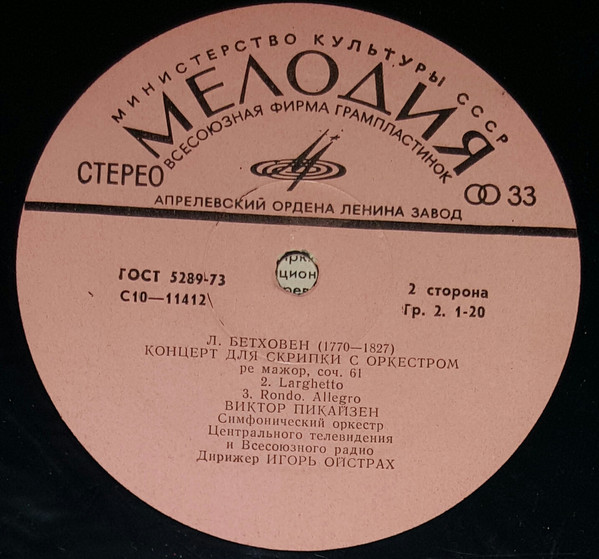 МИНИСТЕРСТВО КУЛЬТУРЫ СССР
МЕЛОДИЯ
ВСЕСОЮЗНАЯ ФИРМА ГРАМПЛАСТИНОК
СТЕРЕО
33
АПРЕЛЕВСКИЙ ОРДЕНА ЛЕНИНА ЗАВОД
ГОСТ 5289-73
С10—11412
2 сторона
Гр. 2. 1-20
цион
Л. БЕТХОВЕН (1770—1827)
КОНЦЕРТ ДЛЯ СКРИПКИ С ОРКЕСТРОМ
ре мажор, соч. 61
2. Larghetto
3. Rondo. Allegro
ВИКТОР ПИКАЙЗЕН
Симфонический оркестр
Центрального телевидения
и Всесоюзного радио
Дирижер ИГОРЬ ОЙСТРАХ